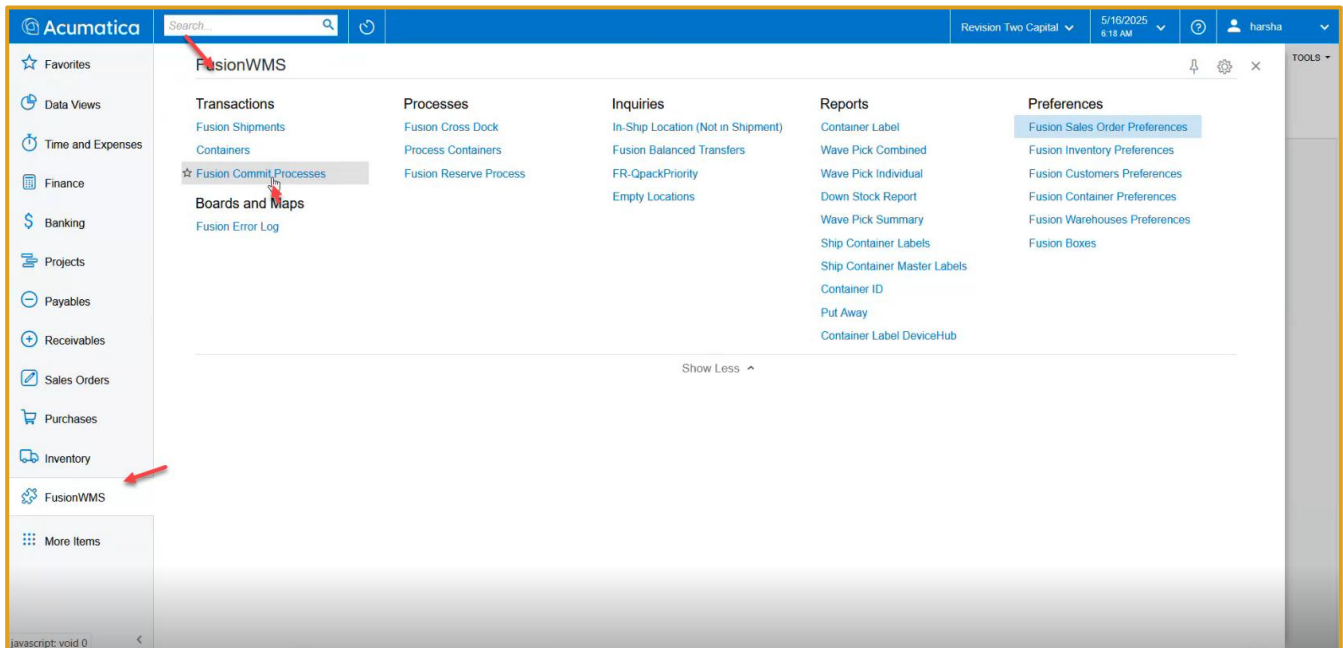 Acumatica
Search...
Revision Two Capital
5/16/2025
6:18 AM
harsha
TOOLS
Favorites
Data Views
Time and Expenses
Finance
Banking
Projects
Payables
Receivables
Sales Orders
Purchases
Inventory
FusionWMS
More Items
javascript: void 0
FusionWMS
Transactions
Fusion Shipments
Containers
Fusion Commit Processes
Boards and Maps
Fusion Error Log
Processes
Fusion Cross Dock
Process Containers
Fusion Reserve Process
Inquiries
In-Ship Location (Not in Shipment)
Fusion Balanced Transfers
FR-QpackPriority
Empty Locations
Reports
Container Label
Wave Pick Combined
Wave Pick Individual
Down Stock Report
Wave Pick Summary
Ship Container Labels
Ship Container Master Labels
Container ID
Put Away
Container Label DeviceHub
Preferences
Fusion Sales Order Preferences
Fusion Inventory Preferences
Fusion Customers Preferences
Fusion Container Preferences
Fusion Warehouses Preferences
Fusion Boxes
Show Less